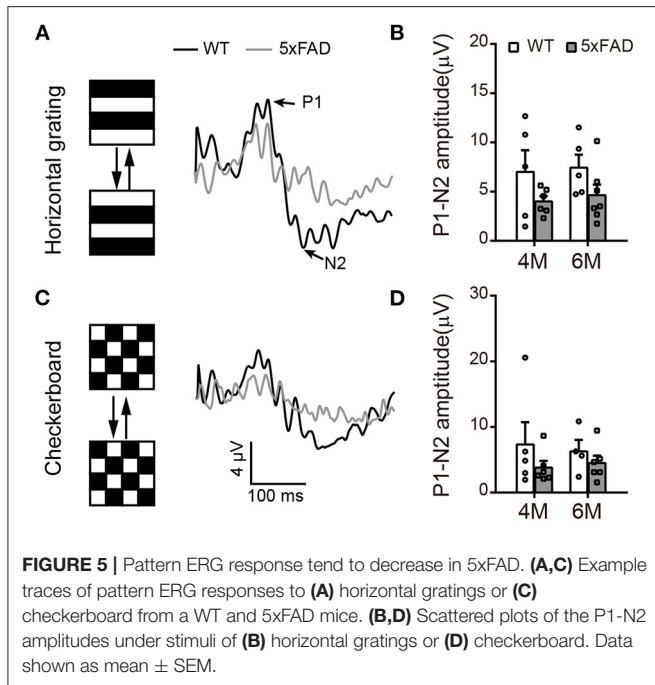 A
WT
5xFAD
Horizontal grating
P1
N2
B
P1-N2 amptitude(μV)
20
15
10
5
0
WT
5xFAD
4M
6M
C
Checkerboard
4 μV
100 ms
D
P1-N2 amplitude(μV)
30
20
10
0
4M
6M
FIGURE 5 | Pattern ERG response tend to decrease in 5xFAD. (A,C) Example
traces of pattern ERG responses to (A) horizontal gratings or (C)
checkerboard from a WT and 5xFAD mice. (B,D) Scattered plots of the P1-N2
amplitudes under stimuli of (B) horizontal gratings or (D) checkerboard. Data
shown as mean ± SEM.